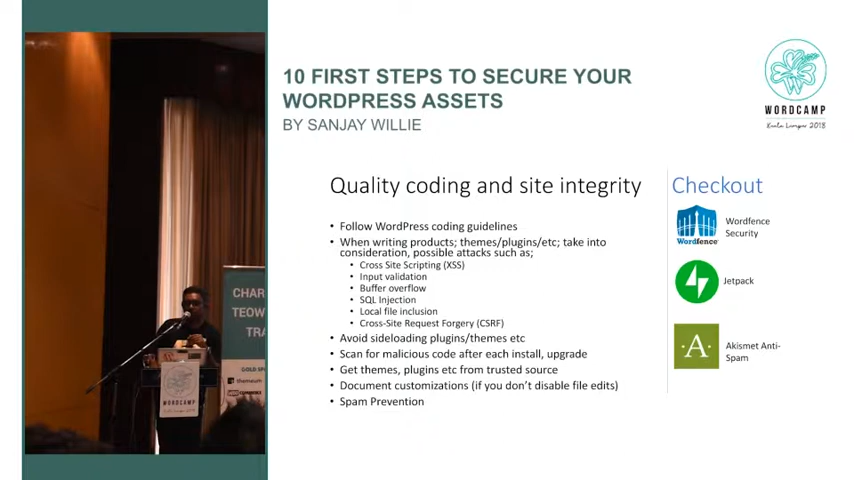 10 FIRST STEPS TO SECURE YOUR
WORDPRESS ASSETS
BY SANJAY WILLIE
WORDCAMP
Kuala Lumpur 2018
Quality coding and site integrity
• Follow WordPress coding guidelines
• When writing products; themes/plugins/etc; take into
consideration, possible attacks such as;
• Cross Site Scripting (XSS)
• Input validation
• Buffer overflow
• SQL Injection
• Local file inclusion
• Cross-Site Request Forgery (CSRF)
• Avoid sideloading plugins/themes etc
• Scan for malicious code after each install, upgrade
• Get themes, plugins etc from trusted source
• Document customizations (if you don't disable file edits)
• Spam Prevention
Checkout
Wordfence
Wordfence
Security
Jetpack
·A·
Akismet Anti-
Spam
CHAR
TEOW
TRA
GOLD SP
themeum
WORDCAMP